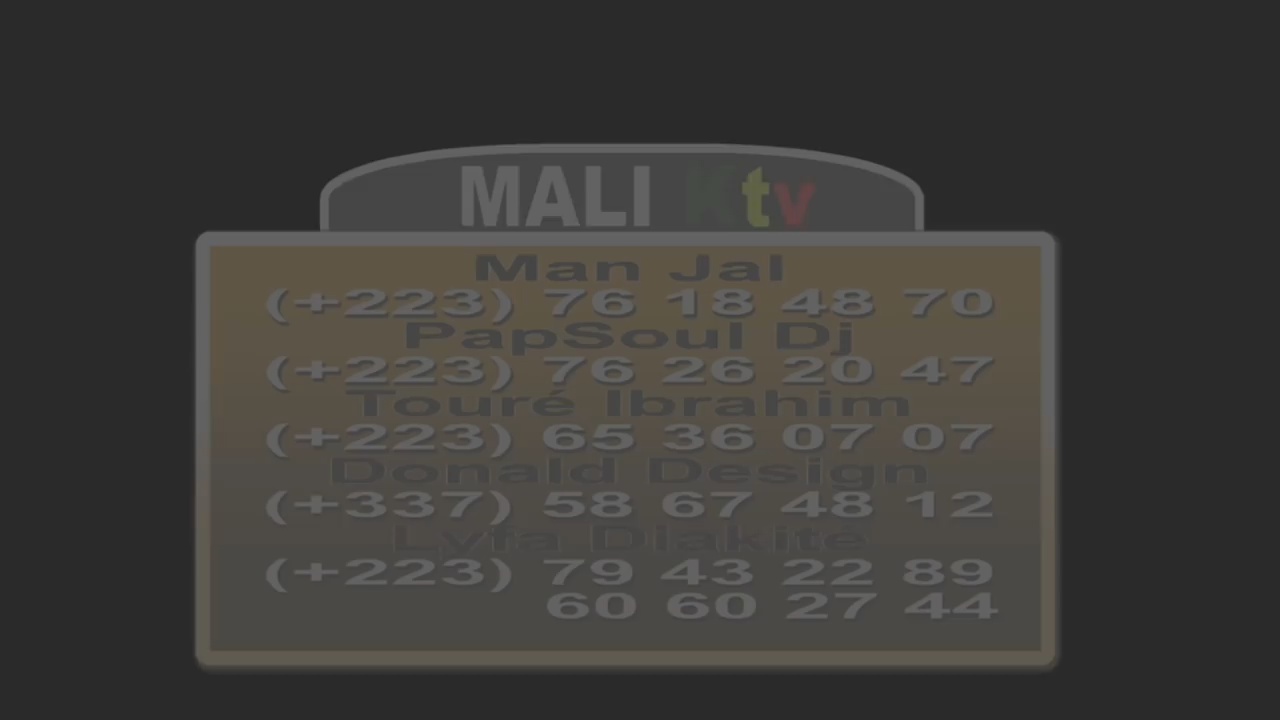 MALI Ktv
Man Jal
(+223) 76 18 48 70
PapSoul Dj
(+223) 76 26 20 47
Touré Ibrahim
(+223) 65 36 07 07
Donald Design
(+337) 58 67 48 12
Lyfa Diakité
(+223) 79 43 22 89
60 60 27 44